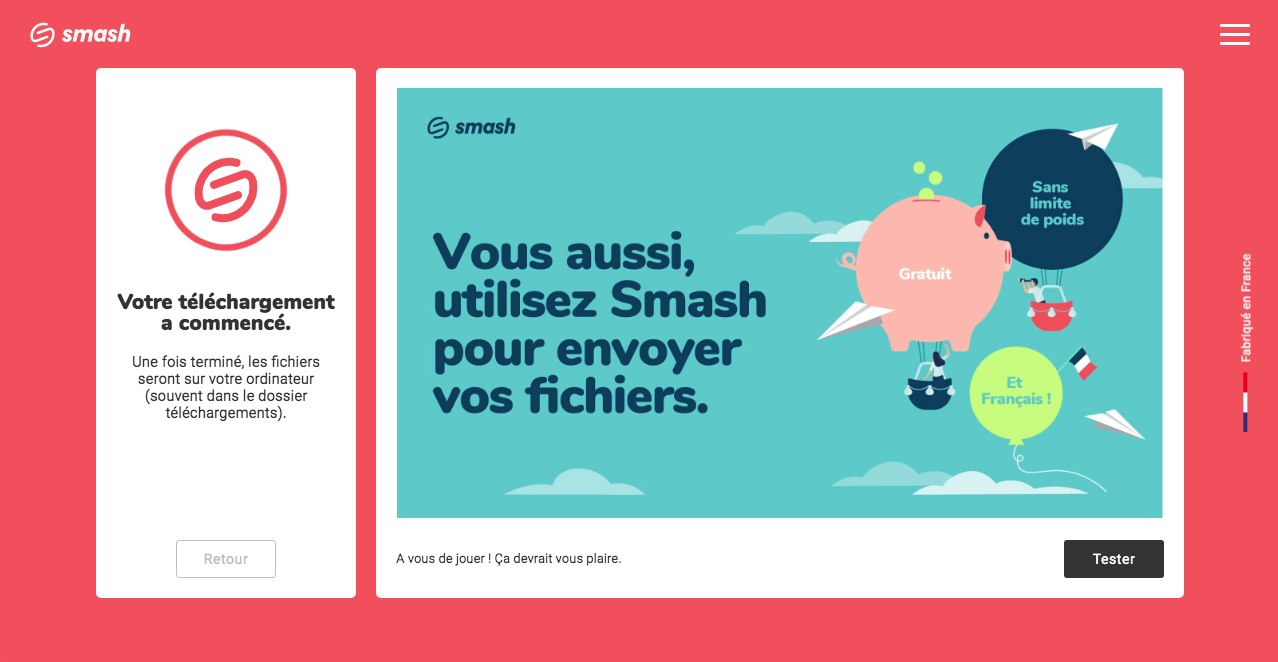 smash
Votre téléchargement
a commencé.
Une fois terminé, les fichiers
seront sur votre ordinateur
(souvent dans le dossier
téléchargements).
Retour
smash
Vous aussi,
utilisez Smash
pour envoyer
vos fichiers.
Sans
limite
de poids
Gratuit
Et
Français !
A vous de jouer ! Ça devrait vous plaire.
Tester
Fabriqué en France